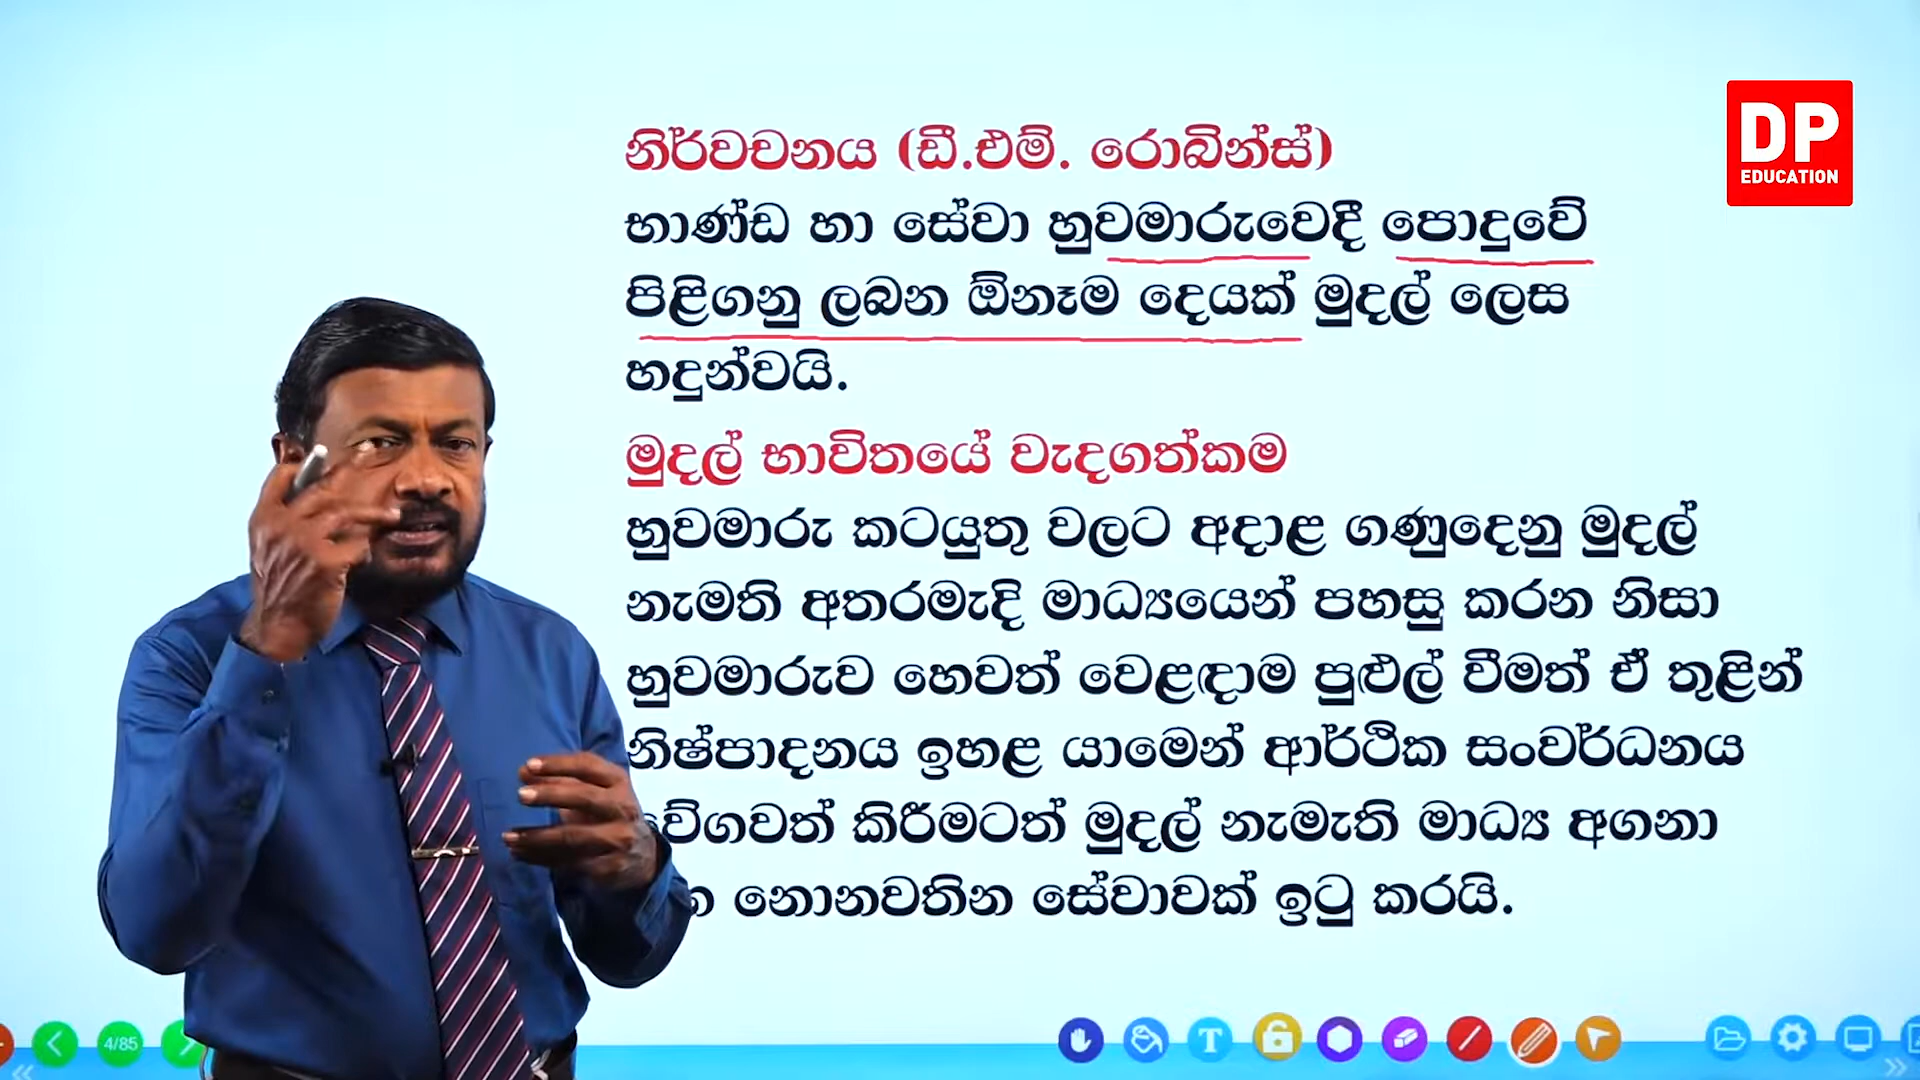 DP
EDUCATION
නිර්වචනය (ඩී.එම්. රොබින්ස්)
භාණ්ඩ හා සේවා හුවමාරුවෙදී පොදුවේ
පිළිගනු ලබන ඕනෑම දෙයක් මුදල් ලෙස
හදුන්වයි.
මුදල් භාවිතයේ වැදගත්කම
හුවමාරු කටයුතු වලට අදාළ ගණුදෙනු මුදල්
නැමති අතරමැදි මාධ්‍යයෙන් පහසු කරන නිසා
හුවමාරුව හෙවත් වෙළඳාම පුළුල් වීමත් ඒ තුළින්
නිෂ්පාදනය ඉහළ යාමෙන් ආර්ථික සංවර්ධනය
වේගවත් කිරීමටත් මුදල් නැමැති මාධ්‍ය අගනා
නොනවතින සේවාවක් ඉටු කරයි.
4/85
T